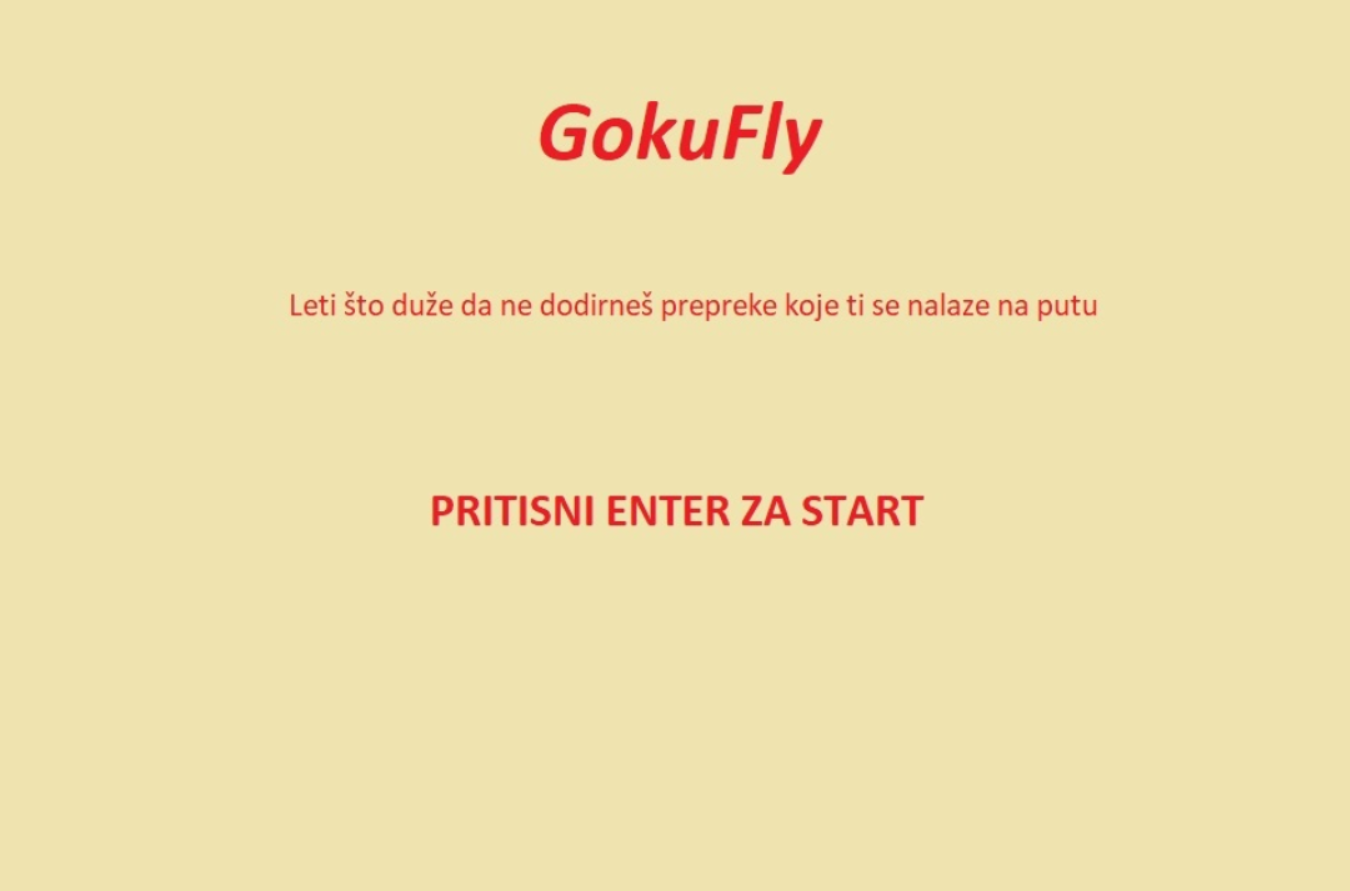 GokuFly
Leti što duže da ne dodirneš prepreke koje ti se nalaze na putu
PRITISNI ENTER ZA START